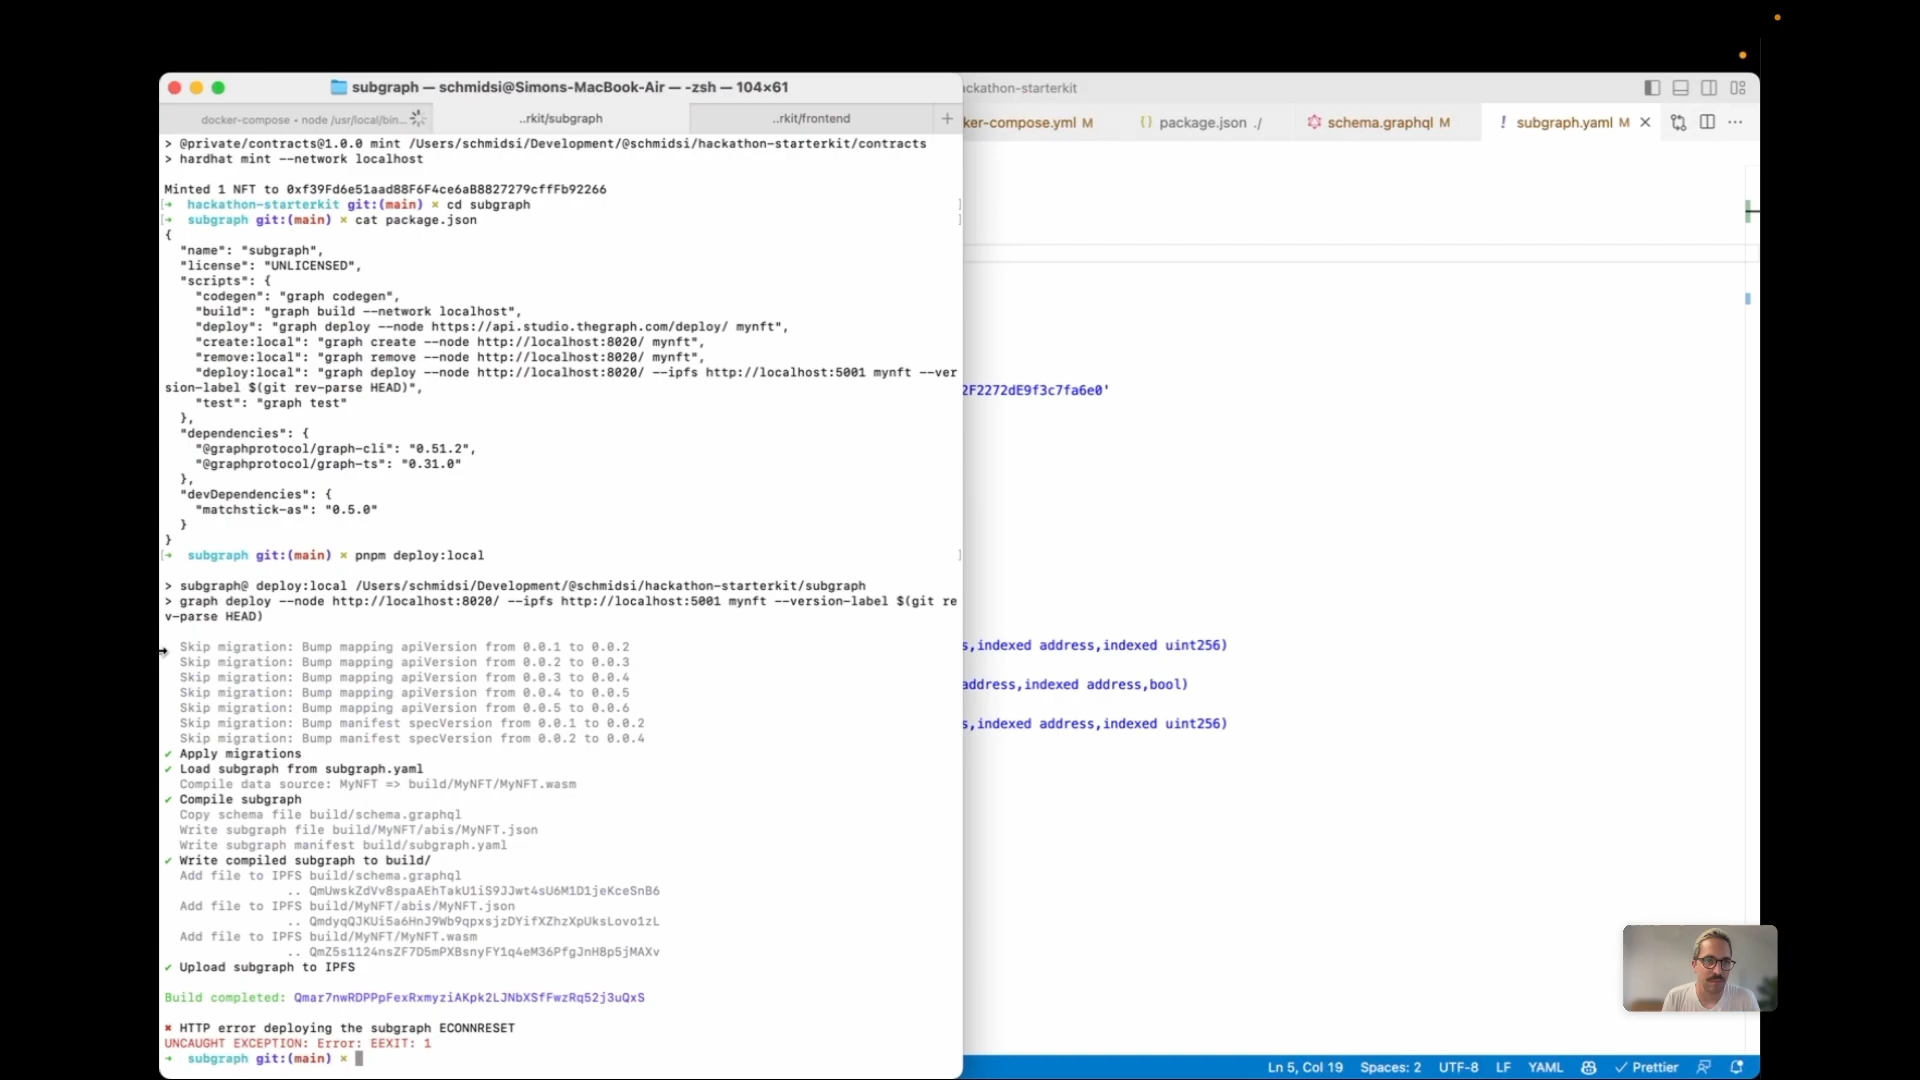 subgraph — schmidsi@Simons-MacBook-Air — -zsh — 104×61
ackathon-starterkit
docker-compose • node /usr/local/bin...
..rkit/subgraph
..rkit/frontend
+
ker-compose.yml M
{} package.json ./
schema.graphql M
! subgraph.yaml M
> @private/contracts@1.0.0 mint /Users/schmidsi/Development/@schmidsi/hackathon-starterkit/contracts
> hardhat mint --network localhost
Minted 1 NFT to 0xf39Fd6e51aad88F6F4ce6aB8827279cffFb92266
[➜ hackathon-starterkit git:(main) × cd subgraph ]
[➜ subgraph git:(main) × cat package.json ]
{
"name": "subgraph",
"license": "UNLICENSED",
"scripts": {
"codegen": "graph codegen",
"build": "graph build --network localhost",
"deploy": "graph deploy --node https://api.studio.thegraph.com/deploy/ mynft",
"create:local": "graph create --node http://localhost:8020/ mynft",
"remove:local": "graph remove --node http://localhost:8020/ mynft",
"deploy:local": "graph deploy --node http://localhost:8020/ --ipfs http://localhost:5001 mynft --ver
sion-label $(git rev-parse HEAD)",
"test": "graph test"
},
"dependencies": {
"@graphprotocol/graph-cli": "0.51.2",
"@graphprotocol/graph-ts": "0.31.0"
},
"devDependencies": {
"matchstick-as": "0.5.0"
}
}
[➜ subgraph git:(main) × pnpm deploy:local ]
> subgraph@ deploy:local /Users/schmidsi/Development/@schmidsi/hackathon-starterkit/subgraph
> graph deploy --node http://localhost:8020/ --ipfs http://localhost:5001 mynft --version-label $(git re
v-parse HEAD)
Skip migration: Bump mapping apiVersion from 0.0.1 to 0.0.2
Skip migration: Bump mapping apiVersion from 0.0.2 to 0.0.3
Skip migration: Bump mapping apiVersion from 0.0.3 to 0.0.4
Skip migration: Bump mapping apiVersion from 0.0.4 to 0.0.5
Skip migration: Bump mapping apiVersion from 0.0.5 to 0.0.6
Skip migration: Bump manifest specVersion from 0.0.1 to 0.0.2
Skip migration: Bump manifest specVersion from 0.0.2 to 0.0.4
✔ Apply migrations
✔ Load subgraph from subgraph.yaml
Compile data source: MyNFT => build/MyNFT/MyNFT.wasm
✔ Compile subgraph
Copy schema file build/schema.graphql
Write subgraph file build/MyNFT/abis/MyNFT.json
Write subgraph manifest build/subgraph.yaml
✔ Write compiled subgraph to build/
Add file to IPFS build/schema.graphql
.. QmUwskZdVv8spaAEhTakU1iS9JJwt4sU6M1D1jeKceSnB6
Add file to IPFS build/MyNFT/abis/MyNFT.json
.. QmdyqQJKUi5a6HnJ9Wb9qpxsjzDYifXZhzXpUksLovo1zL
Add file to IPFS build/MyNFT/MyNFT.wasm
.. QmZ5s1124nsZF7D5mPXBsnyFY1q4eM36PfgJnH8p5jMAXv
✔ Upload subgraph to IPFS
Build completed: Qmar7nwRDPPpFexRxmyziAKpk2LJNbXSfFwzRq52j3uQxS
✖ HTTP error deploying the subgraph ECONNRESET
UNCAUGHT EXCEPTION: Error: EEXIT: 1
➜ subgraph git:(main) ×
2F2272dE9f3c7fa6e0'
s,indexed address,indexed uint256)
address,indexed address,bool)
s,indexed address,indexed uint256)
Ln 5, Col 19 Spaces: 2 UTF-8 LF YAML ✓ Prettier